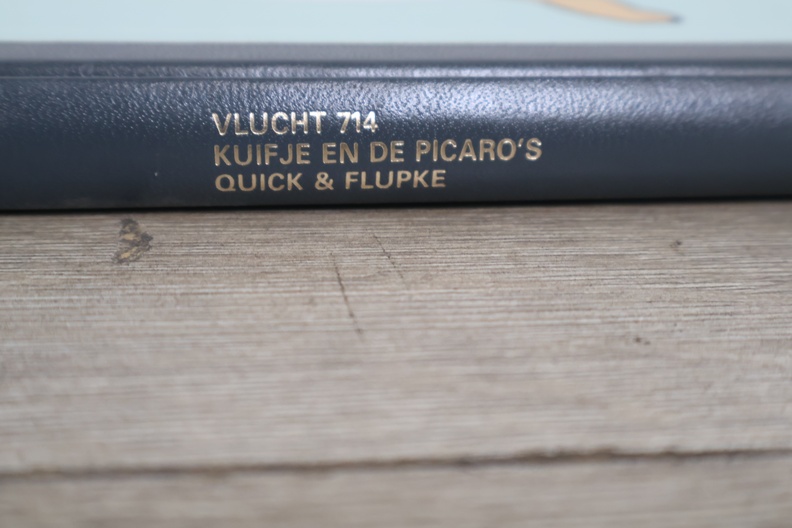 VLUCHT 714
KUIFJE EN DE PICARO'S
QUICK & FLUPKE